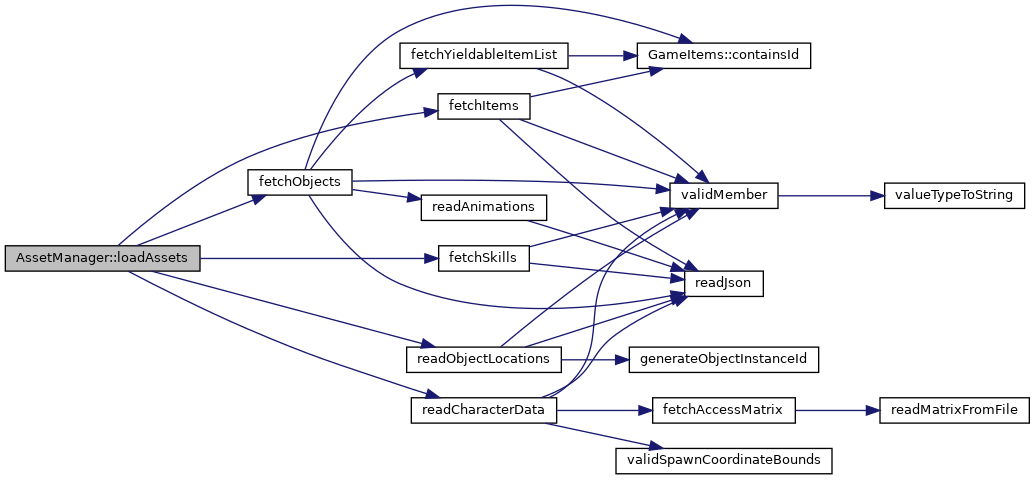 AssetManager::loadAssets
fetchObjects
fetchYieldableItemList
fetchItems
readAnimations
fetchSkills
readObjectLocations
readCharacterData
GameItems::containsId
validMember
readJson
generateObjectInstanceId
fetchAccessMatrix
validSpawnCoordinateBounds
valueTypeToString
readMatrixFromFile